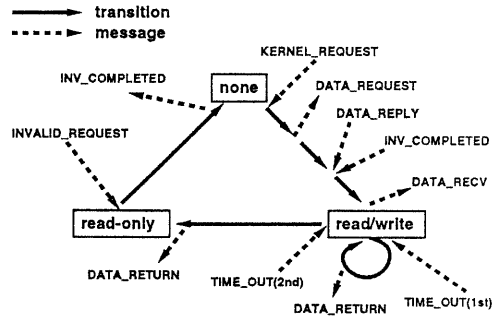 transition
message
KERNEL_REQUEST
INV_COMPLETED
none
DATA_REQUEST
DATA_REPLY
INVALID_REQUEST
INV_COMPLETED
DATA_RECV
read-only
read/write
DATA_RETURN
TIME_OUT(2nd)
DATA_RETURN
TIME_OUT(1st)